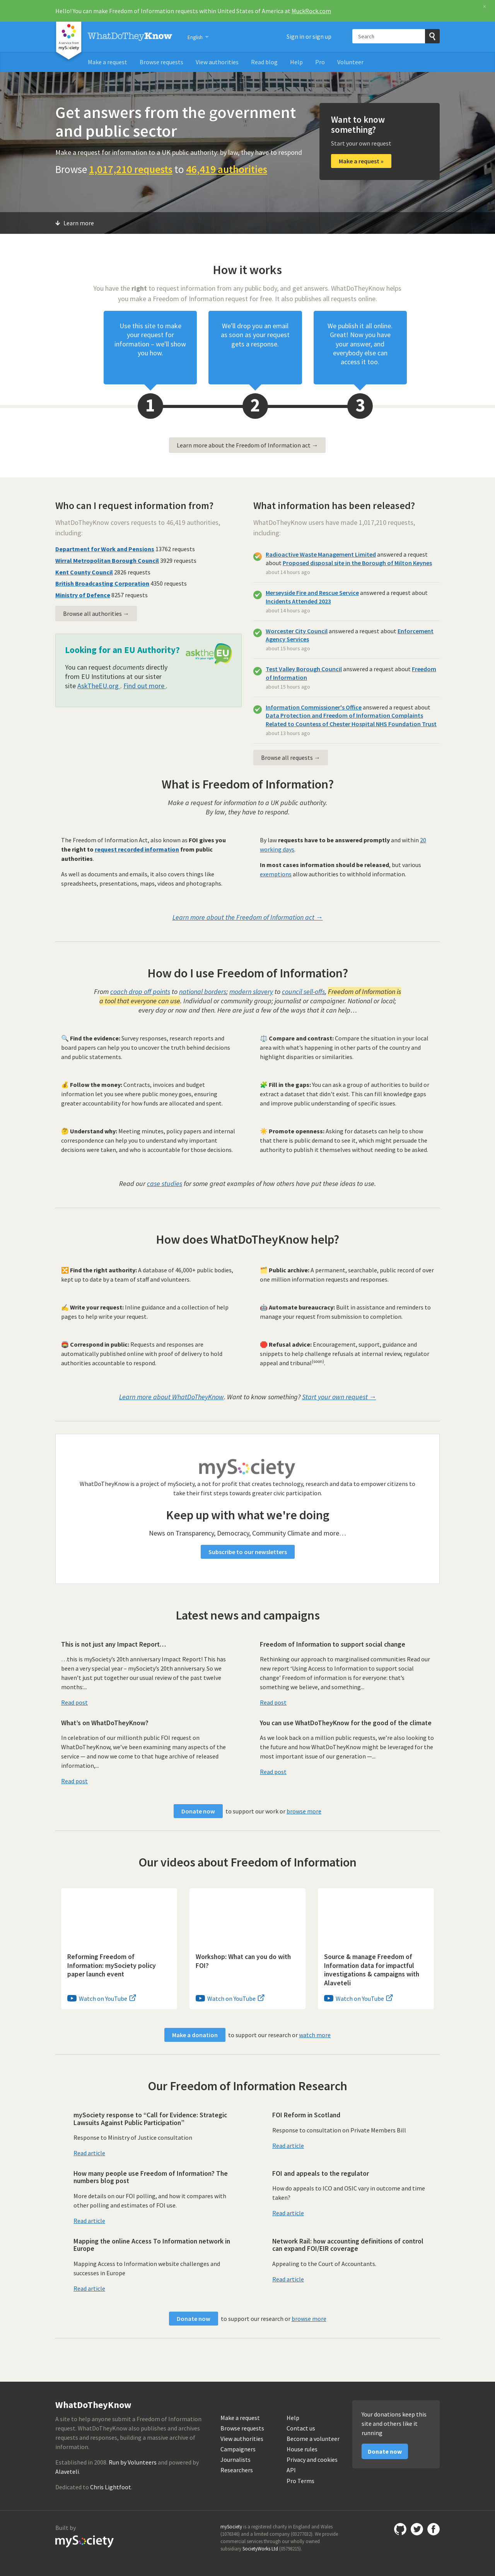 Hello! You can make Freedom of Information requests within United States of America at MuckRock.com
WhatDoTheyKnow
English
Sign in or sign up
Search
A service from
mySociety
Make a request
Browse requests
View authorities
Read blog
Help
Pro
Volunteer
Get answers from the government
and public sector
Make a request for information to a UK public authority: by law, they have to respond
Browse 1,017,210 requests to 46,419 authorities
Want to know
something?
Start your own request
Make a request »
Learn more
How it works
You have the right to request information from any public body, and get answers. WhatDoTheyKnow helps
you make a Freedom of Information request for free. It also publishes all requests online.
Use this site to make
your request for
information – we'll show
you how.
We'll drop you an email
as soon as your request
gets a response.
We publish it all online.
Great! Now you have
your answer, and
everybody else can
access it too.
1
2
3
Learn more about the Freedom of Information act →
Who can I request information from?
WhatDoTheyKnow covers requests to 46,419 authorities,
including:
Department for Work and Pensions 13762 requests
Wirral Metropolitan Borough Council 3929 requests
Kent County Council 2826 requests
British Broadcasting Corporation 4350 requests
Ministry of Defence 8257 requests
Browse all authorities →
Looking for an EU Authority?
You can request documents directly
from EU Institutions at our sister
site AskTheEU.org . Find out more .
asktheEU
What information has been released?
WhatDoTheyKnow users have made 1,017,210 requests,
including:
Radioactive Waste Management Limited answered a request
about Proposed disposal site in the Borough of Milton Keynes
about 14 hours ago
Merseyside Fire and Rescue Service answered a request about
Incidents Attended 2023
about 14 hours ago
Worcester City Council answered a request about Enforcement
Agency Services
about 15 hours ago
Test Valley Borough Council answered a request about Freedom
of Information
about 15 hours ago
Information Commissioner's Office answered a request about
Data Protection and Freedom of Information Complaints
Related to Countess of Chester Hospital NHS Foundation Trust
about 13 hours ago
Browse all requests →
What is Freedom of Information?
Make a request for information to a UK public authority.
By law, they have to respond.
The Freedom of Information Act, also known as FOI gives you
the right to request recorded information from public
authorities.
As well as documents and emails, it also covers things like
spreadsheets, presentations, maps, videos and photographs.
By law requests have to be answered promptly and within 20
working days.
In most cases information should be released, but various
exemptions allow authorities to withhold information.
Learn more about the Freedom of Information act →
How do I use Freedom of Information?
From coach drop off points to national borders; modern slavery to council sell-offs, Freedom of Information is
a tool that everyone can use. Individual or community group; journalist or campaigner. National or local;
every day or now and then. Here are just a few of the ways that it can help…
🔍 Find the evidence: Survey responses, research reports and
board papers can help you to uncover the truth behind decisions
and public statements.
⚖️ Compare and contrast: Compare the situation in your local
area with what's happening in other parts of the country and
highlight disparities or similarities.
💰 Follow the money: Contracts, invoices and budget
information let you see where public money goes, ensuring
greater accountability for how funds are allocated and spent.
🧩 Fill in the gaps: You can ask a group of authorities to build or
extract a dataset that didn't exist. This can fill knowledge gaps
and improve public understanding of specific issues.
🤔 Understand why: Meeting minutes, policy papers and internal
correspondence can help you to understand why important
decisions were taken, and who is accountable for those decisions.
☀️ Promote openness: Asking for datasets can help to show
that there is public demand to see it, which might persuade the
authority to publish it themselves without needing to be asked.
Read our case studies for some great examples of how others have put these ideas to use.
How does WhatDoTheyKnow help?
🔀 Find the right authority: A database of 46,000+ public bodies,
kept up to date by a team of staff and volunteers.
🗂️ Public archive: A permanent, searchable, public record of over
one million information requests and responses.
✍️ Write your request: Inline guidance and a collection of help
pages to help write your request.
🤖 Automate bureaucracy: Built in assistance and reminders to
manage your request from submission to completion.
Correspond in public: Requests and responses are
automatically published online with proof of delivery to hold
authorities accountable to respond.
🛑 Refusal advice: Encouragement, support, guidance and
snippets to help challenge refusals at internal review, regulator
appeal and tribunal(soon).
Learn more about WhatDoTheyKnow. Want to know something? Start your own request →
mySociety
WhatDoTheyKnow is a project of mySociety, a not for profit that creates technology, research and data to empower citizens to
take their first steps towards greater civic participation.
Keep up with what we're doing
News on Transparency, Democracy, Community Climate and more…
Subscribe to our newsletters
Latest news and campaigns
This is not just any Impact Report…
…this is mySociety's 20th anniversary Impact Report! This has
been a very special year – mySociety's 20th anniversary. So we
haven't just put together our usual review of the past twelve
months:...
Read post
Freedom of Information to support social change
Rethinking our approach to marginalised communities Read our
new report 'Using Access to Information to support social
change' Freedom of Information is for everyone: that's
something we believe, and something...
Read post
What's on WhatDoTheyKnow?
In celebration of our millionth public FOI request on
WhatDoTheyKnow, we've been examining many aspects of the
service — and now we come to that huge archive of released
information,...
Read post
You can use WhatDoTheyKnow for the good of the climate
As we look back on a million public requests, we're also looking to
the future and how WhatDoTheyKnow might be leveraged for the
most important issue of our generation —...
Read post
Donate now to support our work or browse more
Our videos about Freedom of Information
Reforming Freedom of
Information: mySociety policy
paper launch event
Watch on YouTube
Workshop: What can you do with
FOI?
Watch on YouTube
Source & manage Freedom of
Information data for impactful
investigations & campaigns with
Alaveteli
Watch on YouTube
Make a donation to support our research or watch more
Our Freedom of Information Research
mySociety response to “Call for Evidence: Strategic
Lawsuits Against Public Participation”
Response to Ministry of Justice consultation
Read article
FOI Reform in Scotland
Response to consultation on Private Members Bill
Read article
How many people use Freedom of Information? The
numbers blog post
More details on our FOI polling, and how it compares with
other polling and estimates of FOI use.
Read article
FOI and appeals to the regulator
How do appeals to ICO and OSIC vary in outcome and time
taken?
Read article
Mapping the online Access To Information network in
Europe
Mapping Access to Information website challenges and
successes in Europe
Read article
Network Rail: how accounting definitions of control
can expand FOI/EIR coverage
Appealing to the Court of Accountants.
Read article
Donate now to support our research or browse more
WhatDoTheyKnow
A site to help anyone submit a Freedom of Information
request. WhatDoTheyKnow also publishes and archives
requests and responses, building a massive archive of
information.
Established in 2008. Run by Volunteers and powered by
Alaveteli.
Dedicated to Chris Lightfoot.
Make a request
Browse requests
View authorities
Campaigners
Journalists
Researchers
Help
Contact us
Become a volunteer
House rules
Privacy and cookies
API
Pro Terms
Your donations keep this
site and others like it
running
Donate now
Built by
mySociety
mySociety is a registered charity in England and Wales
(1076346) and a limited company (03277032). We provide
commercial services through our wholly owned
subsidiary SocietyWorks Ltd (05798215).